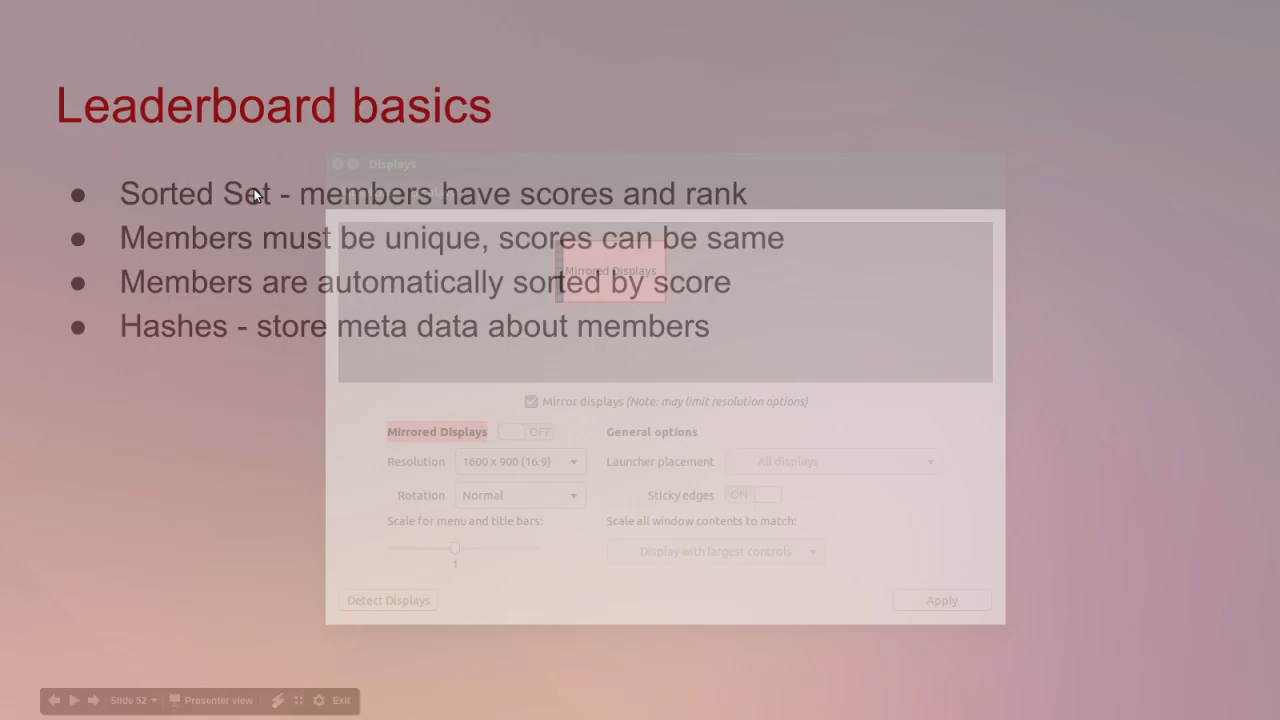 Leaderboard basics
Displays
● Sorted Set - members have scores and rank
● Members must be unique, scores can be same
Mirrored Displays
● Members are automatically sorted by score
● Hashes - store meta data about members
Mirror displays (Note: may limit resolution options)
Mirrored Displays OFF General options
Resolution 1600 x 900 (16:9) Launcher placement All displays
Rotation Normal Sticky edges ON
Scale for menu and title bars: Scale all window contents to match:
Display with largest controls
1
Detect Displays Apply
Slide 52 Presenter view Exit